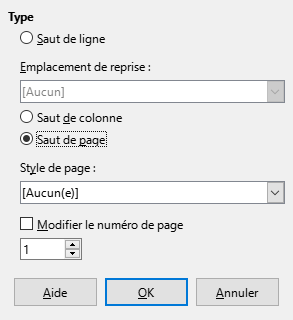 Type
Saut de ligne
Emplacement de reprise :
[Aucun]
Saut de colonne
Saut de page
Style de page :
[Aucun(e)]
Modifier le numéro de page
1
Aide OK Annuler